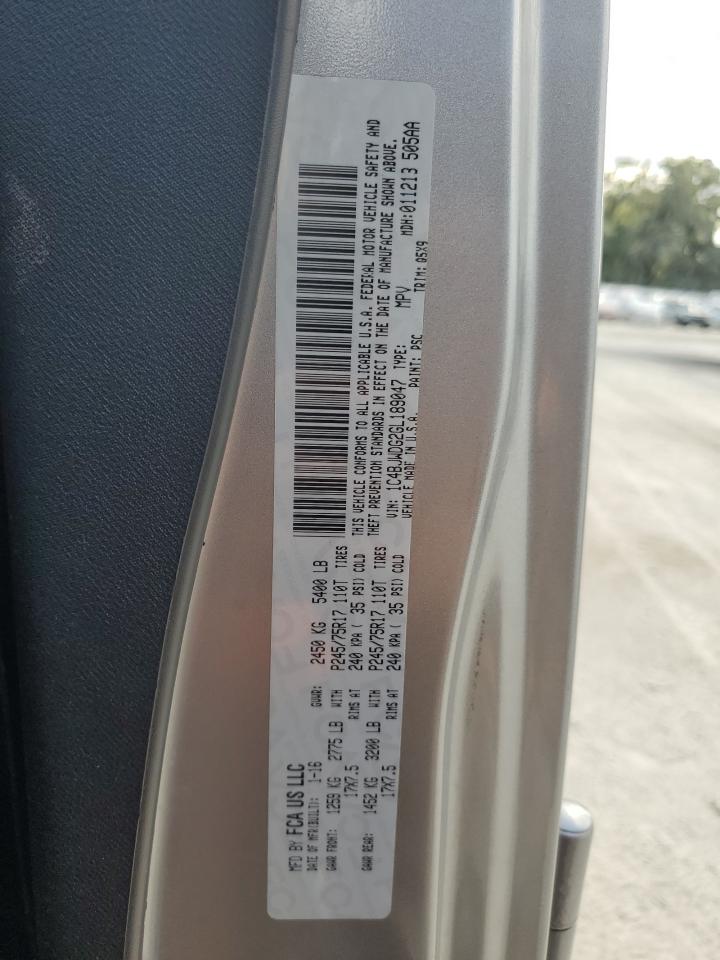 MFD BY FCA US LLC
DATE OF MFR(BUILT): 1-16 GVWR: 2450 KG 5400 LB
GAWR FRONT: 1259 KG 2775 LB WITH P245/75R17 110T TIRES
17X7.5 RIMS AT 240 KPA ( 35 PSI) COLD
GAWR REAR: 1452 KG 3200 LB WITH P245/75R17 110T TIRES
17X7.5 RIMS AT 240 KPA ( 35 PSI) COLD
THIS VEHICLE CONFORMS TO ALL APPLICABLE U.S.A. FEDERAL MOTOR VEHICLE SAFETY AND
THEFT PREVENTION STANDARDS IN EFFECT ON THE DATE OF MANUFACTURE SHOWN ABOVE.
VIN: 1C4BJWDG2GL189047 TYPE: MPV MDH:011213 505AA
VEHICLE MADE IN U.S.A. PAINT: PSC TRIM: Q5X9